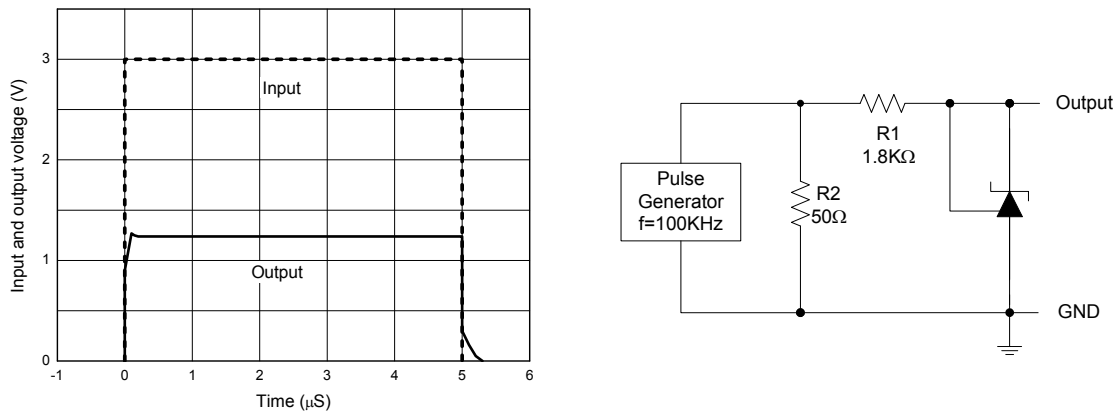 Input and output voltage (V)
3
2
1
0
Input
Output
-1 0 1 2 3 4 5 6
Time (μS)
Pulse
Generator
f=100KHz
R2
50Ω
R1
1.8KΩ
Output
GND